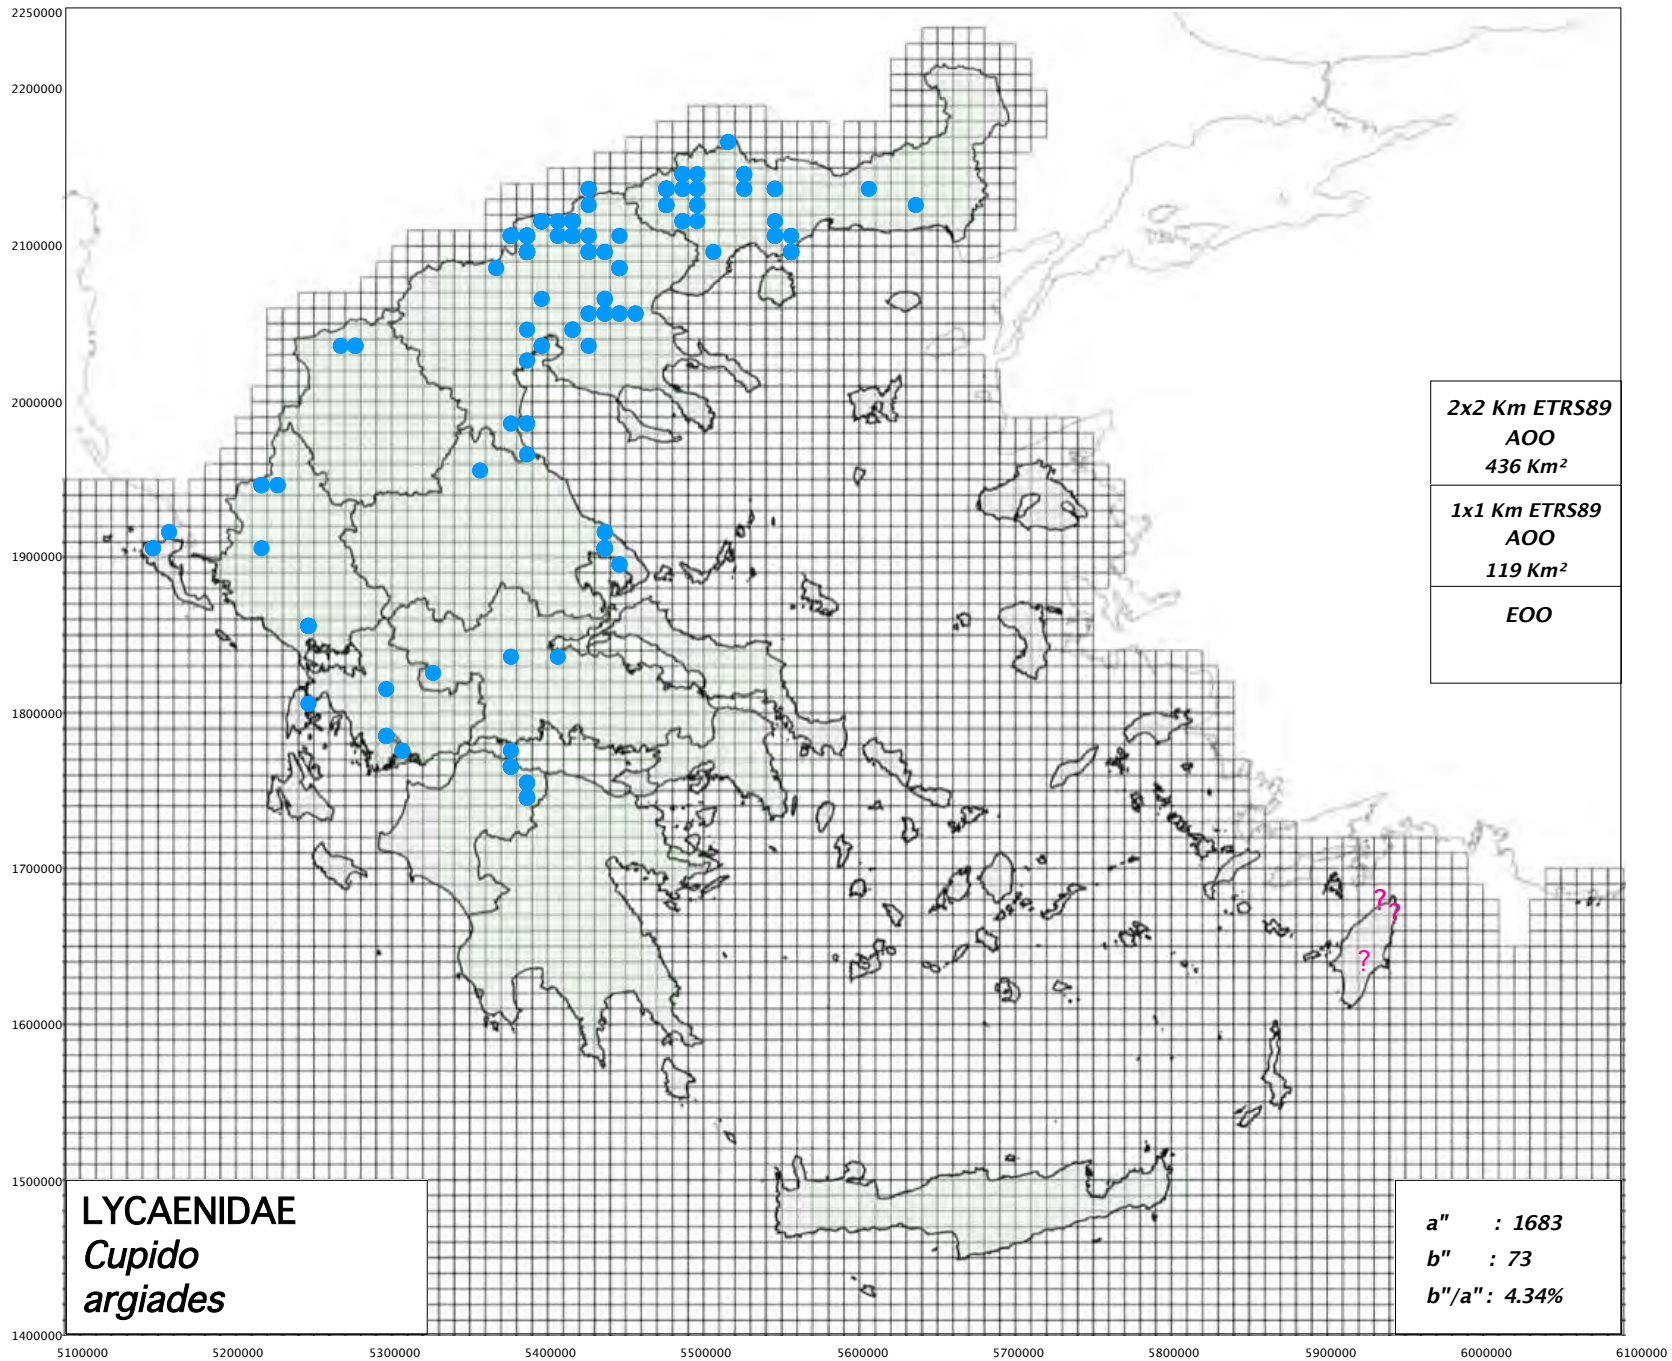 2250000
2200000
2100000
2000000
1900000
1800000
1700000
1600000
1500000
1400000
5100000 5200000 5300000 5400000 5500000 5600000 5700000 5800000 5900000 6000000 6100000
2x2 Km ETRS89
AOO
436 Km²
1x1 Km ETRS89
AOO
119 Km²
EOO
?
?
?
LYCAENIDAE
Cupido
argiades
a" : 1683
b" : 73
b"/a" : 4.34%